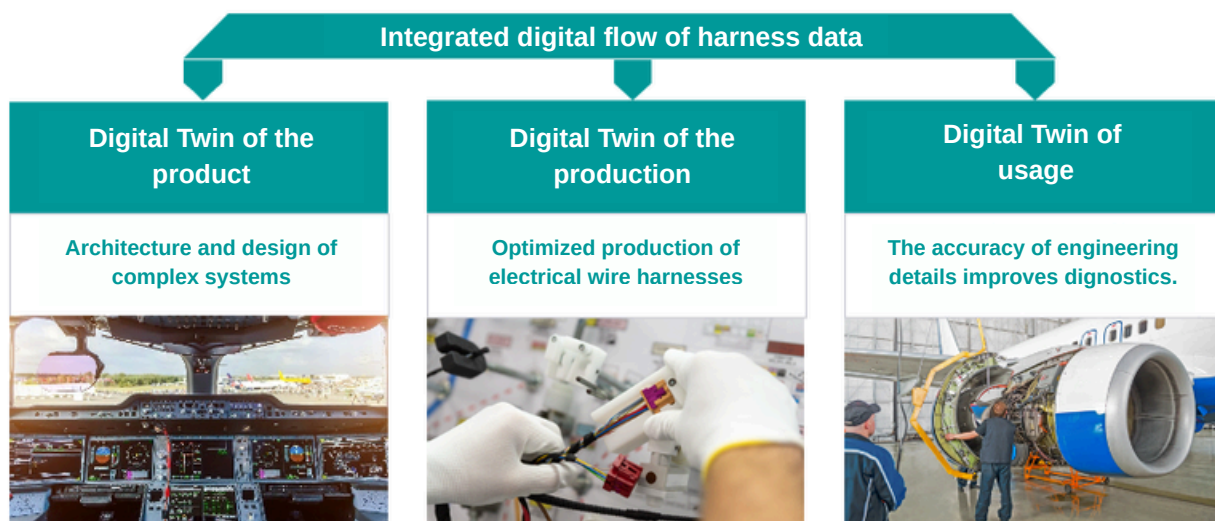 Integrated digital flow of harness data
Digital Twin of the
product
Digital Twin of the
production
Digital Twin of
usage
Architecture and design of
complex systems
Optimized production of
electrical wire harnesses
The accuracy of engineering
details improves dignostics.